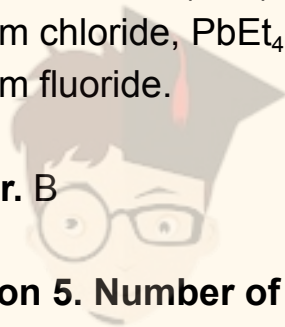 m chloride, PbEt₄
m fluoride.
r. B
on 5. Number of